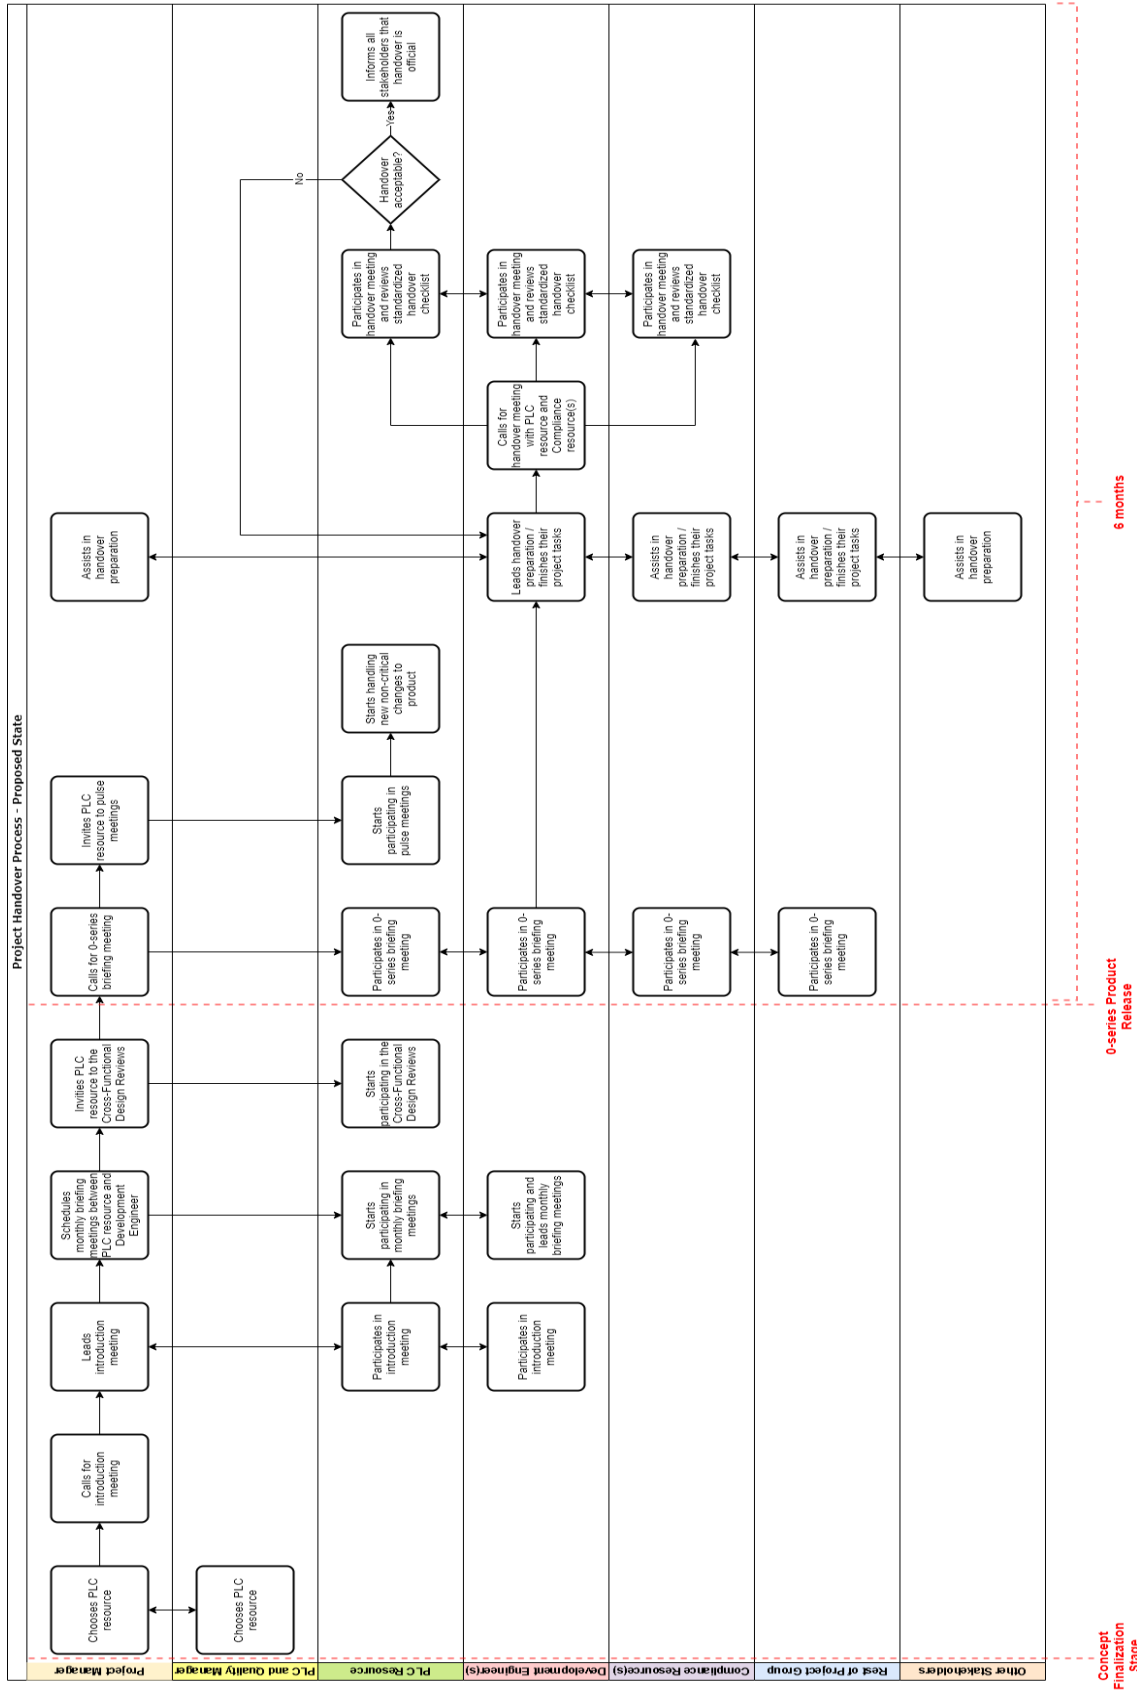 Project Handover Process - Proposed State
Project Manager
Chooses PLC
resource
Calls for
introduction
meeting
Leads
introduction
meeting
Schedules
monthly briefing
meetings between
PLC resource and
Development
Engineer
Invities PLC
resource to the
Cross-Functional
Design Reviews
Calls for 0-series
briefing meeting
Invites PLC
resource to pulse
meetings
Assists in
handover
preparation
PLC and Quality Manager
Chooses PLC
resource
PLC Resource
Participates in
introduction
meeting
Starts
participating in
monthly briefing
meetings
Starts
participating in the
Cross-Functional
Design Reviews
Participates in 0-
series briefing
meeting
Starts
participating in
pulse meetings
Starts handling
new non-critical
changes to
product
Participates in
handover meeting
and reviews
standardized
handover
checklist
Handover
acceptable?
No
Yes
Informs all
stakeholders that
handover is
official
Development Engineer(s)
Participates in
introduction
meeting
Starts
participating and
leads monthly
briefing meetings
Participates in 0-
series briefing
meeting
Leads handover
preparation /
finishes their
project tasks
Calls for
handover meeting
with PLC
resource and
Compliance
resource(s)
Participates in
handover meeting
and reviews
standardized
handover
checklist
Compliance Resource(s)
Participates in 0-
series briefing
meeting
Assists in
handover
preparation /
finishes their
project tasks
Participates in
handover meeting
and reviews
standardized
handover
checklist
Rest of Project Group
Participates in 0-
series briefing
meeting
Assists in
handover
preparation /
finishes their
project tasks
Other Stakeholders
Assists in
handover
preparation
Concept
Finalization
Stage
0-series Product
Release
6 months